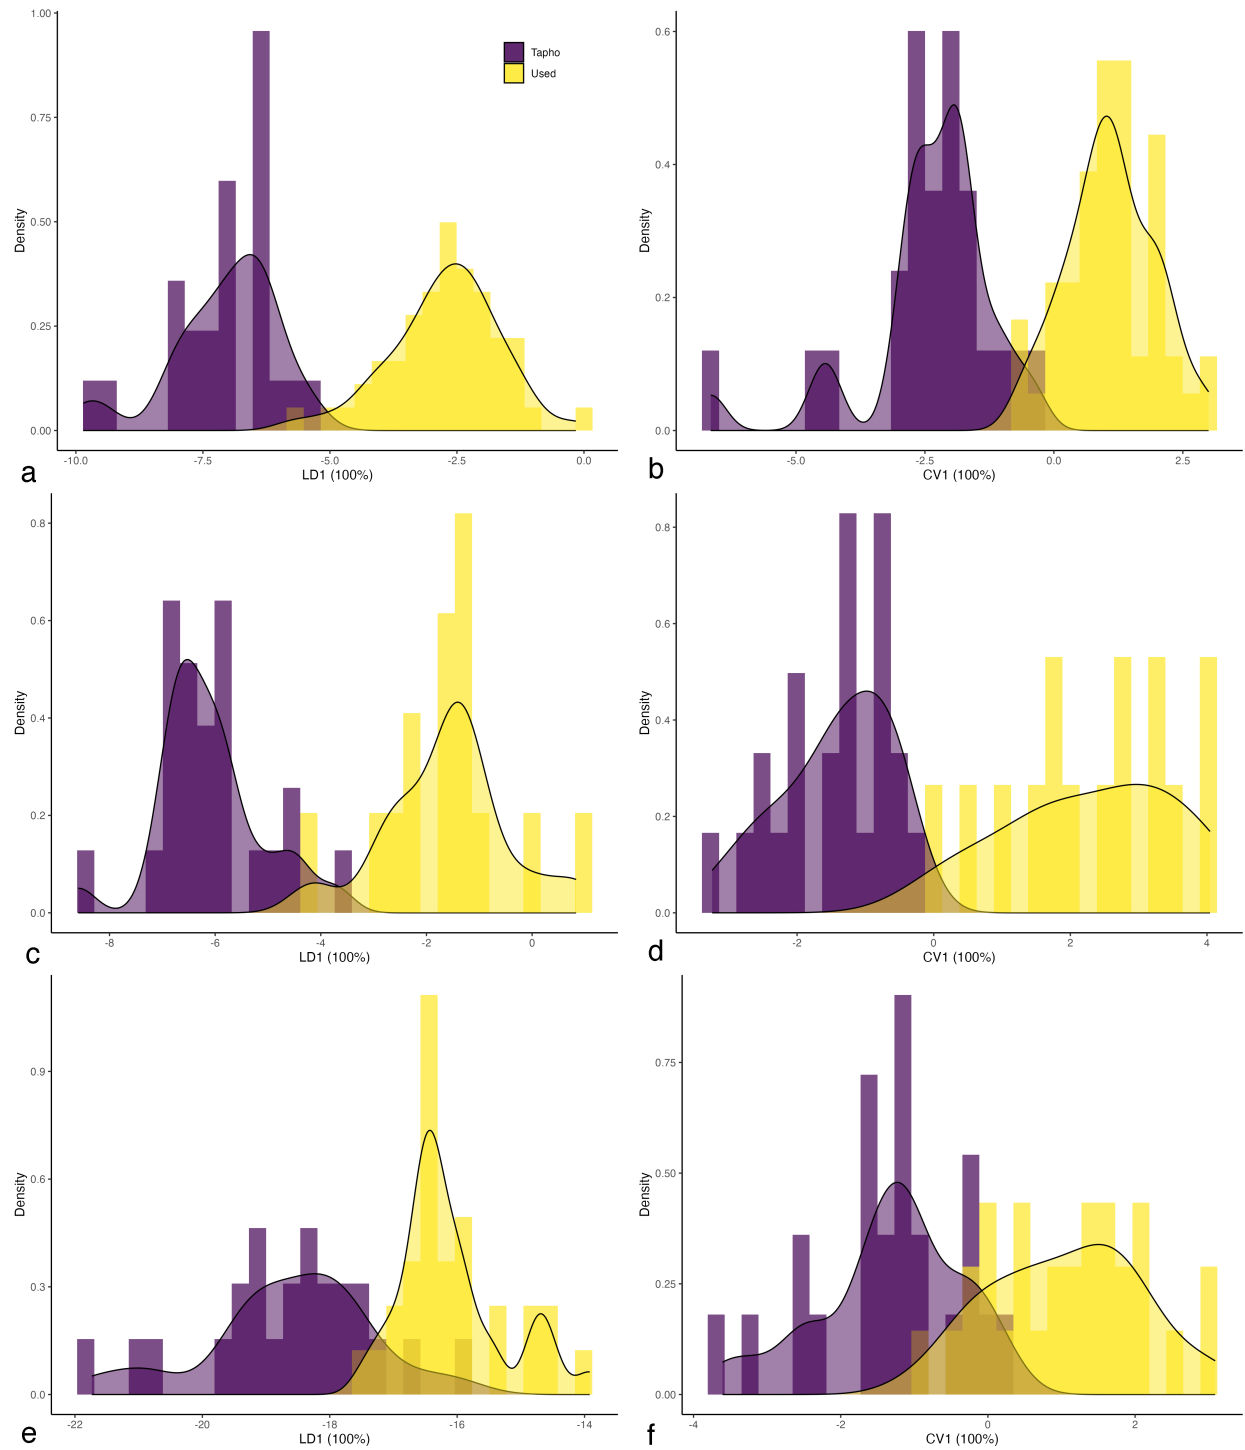 1.00
0.75
0.50
0.25
0.00
Density
-10.0 -7.5 -5.0 -2.5 0.0
LD1 (100%)
a
Tapho
Used
0.6
0.4
0.2
0.0
Density
-5.0 -2.5 0.0 2.5
CV1 (100%)
b
0.8
0.6
0.4
0.2
0.0
Density
-8 -6 -4 -2 0
LD1 (100%)
c
0.8
0.6
0.4
0.2
0.0
Density
-2 0 2 4
CV1 (100%)
d
0.9
0.6
0.3
0.0
Density
-22 -20 -18 -16 -14
LD1 (100%)
e
0.75
0.50
0.25
0.00
Density
-4 -2 0 2
CV1 (100%)
f